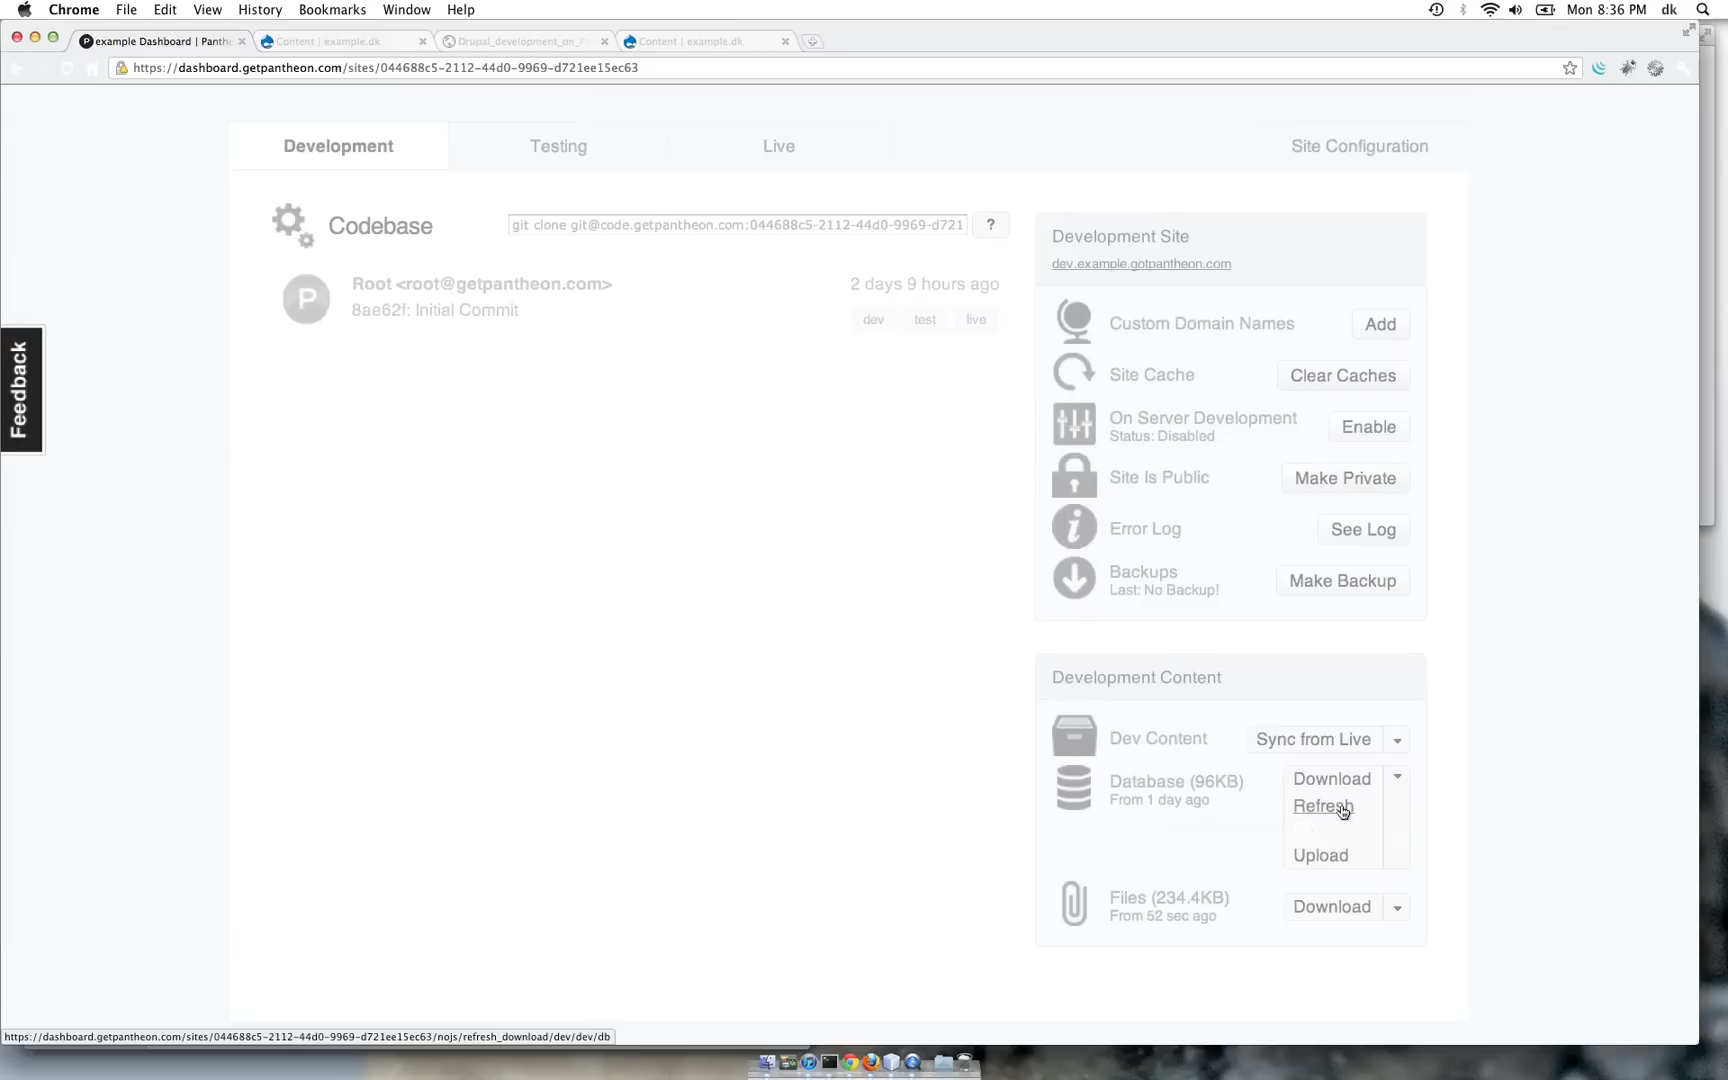 Chrome File Edit View History Bookmarks Window Help
Mon 8:36 PM dk
example Dashboard | Panth
Content | example.dk
Drupal_development_on_P
Content | example.dk
https://dashboard.getpantheon.com/sites/044688c5-2112-44d0-9969-d721ee15ec63
Development
Testing
Live
Site Configuration
Codebase
git clone git@code.getpantheon.com:044688c5-2112-44d0-9969-d721
?
P
Root <root@getpantheon.com>
2 days 9 hours ago
8ae62f: Initial Commit
dev test live
Feedback
Development Site
dev.example.gotpantheon.com
Custom Domain Names
Add
Site Cache
Clear Caches
On Server Development
Status: Disabled
Enable
Site Is Public
Make Private
Error Log
See Log
Backups
Last: No Backup!
Make Backup
Development Content
Dev Content
Sync from Live
Database (96KB)
From 1 day ago
Download
Refresh
Upload
Files (234.4KB)
From 52 sec ago
Download
https://dashboard.getpantheon.com/sites/044688c5-2112-44d0-9969-d721ee15ec63/nojs/refresh_download/dev/dev/db